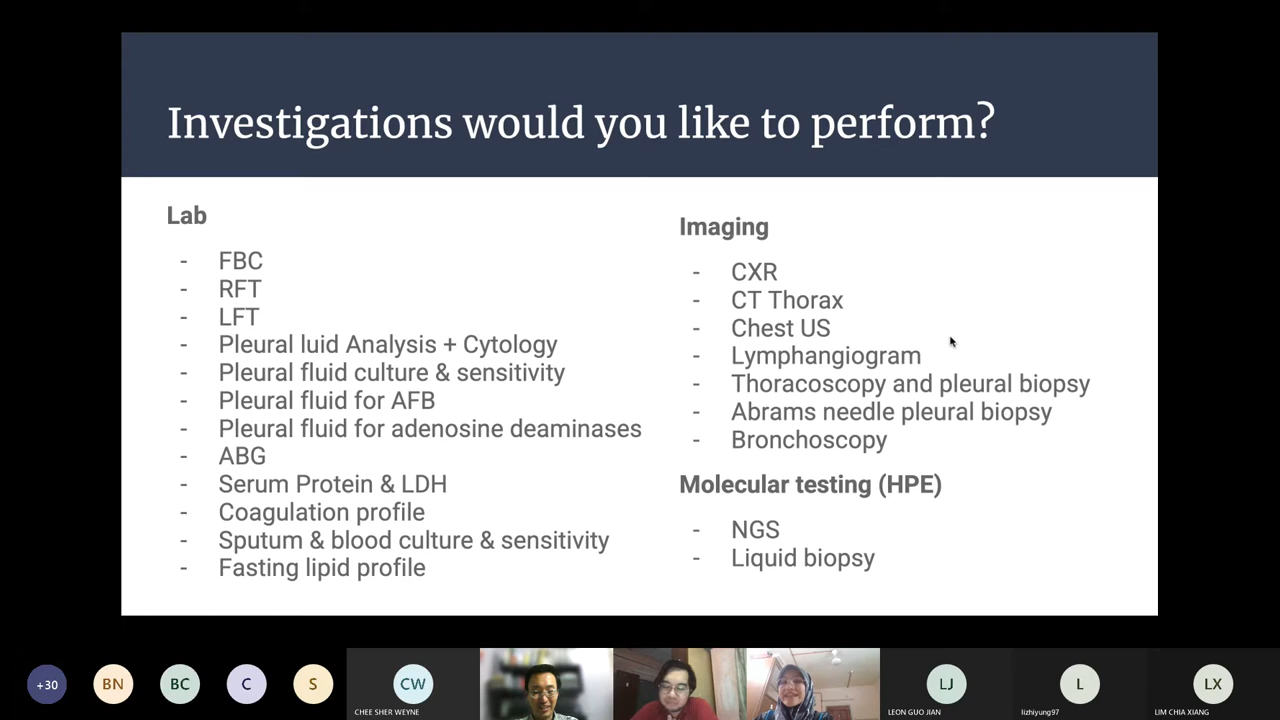 Investigations would you like to perform?
Lab
- FBC
- RFT
- LFT
- Pleural luid Analysis + Cytology
- Pleural fluid culture & sensitivity
- Pleural fluid for AFB
- Pleural fluid for adenosine deaminases
- ABG
- Serum Protein & LDH
- Coagulation profile
- Sputum & blood culture & sensitivity
- Fasting lipid profile
Imaging
- CXR
- CT Thorax
- Chest US
- Lymphangiogram
- Thoracoscopy and pleural biopsy
- Abrams needle pleural biopsy
- Bronchoscopy
Molecular testing (HPE)
- NGS
- Liquid biopsy
+30
BN
BC
C
S
CW
CHEE SHER WEYNE
LJ
LEON GUO JIAN
L
lizhiyung97
LX
LIM CHIA XIANG